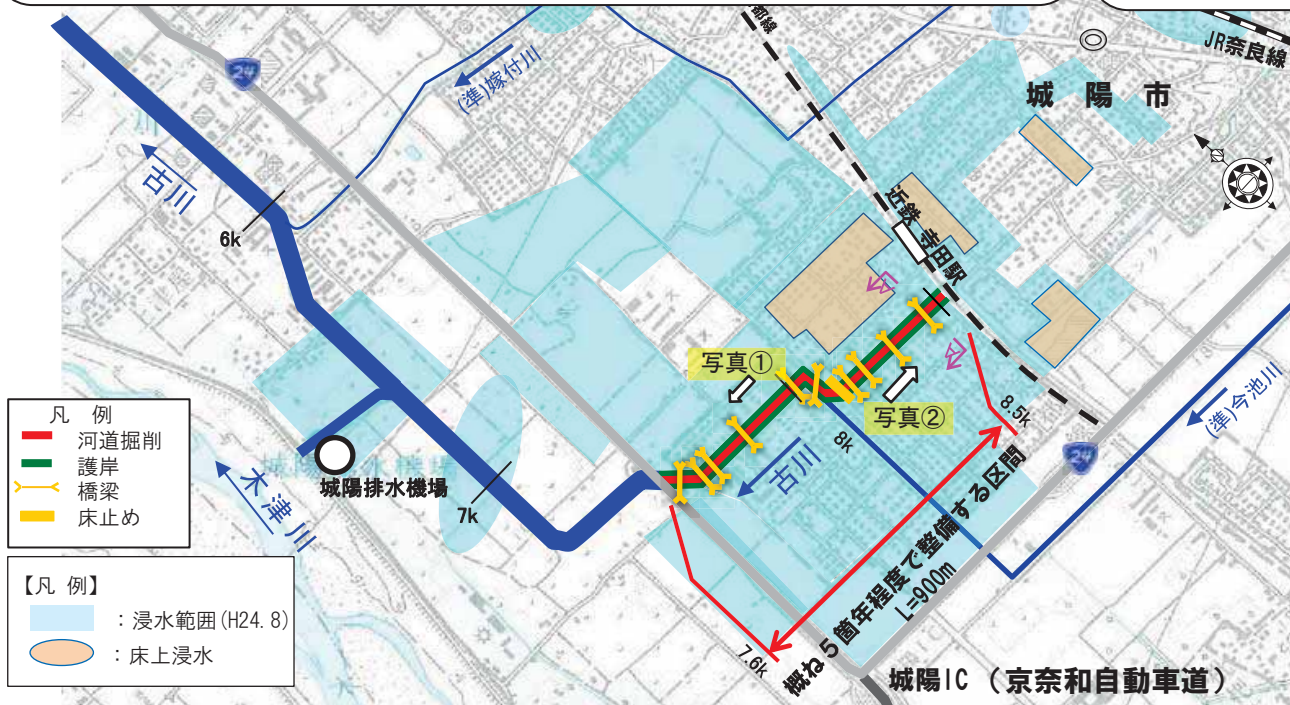 都線
JR奈良線
24
(準)嫁付川
城陽市
古川
6k
近鉄 寺田駅
写真①
写真②
8.5k
(準)今池川
24
8k
古川
凡 例
河道掘削
護岸
橋梁
床止め
城陽排水機場
木津川
7k
概ね5箇年程度で整備する区間
L=900m
7.6k
【凡 例】
：浸水範囲(H24.8)
：床上浸水
城陽IC（京奈和自動車道）